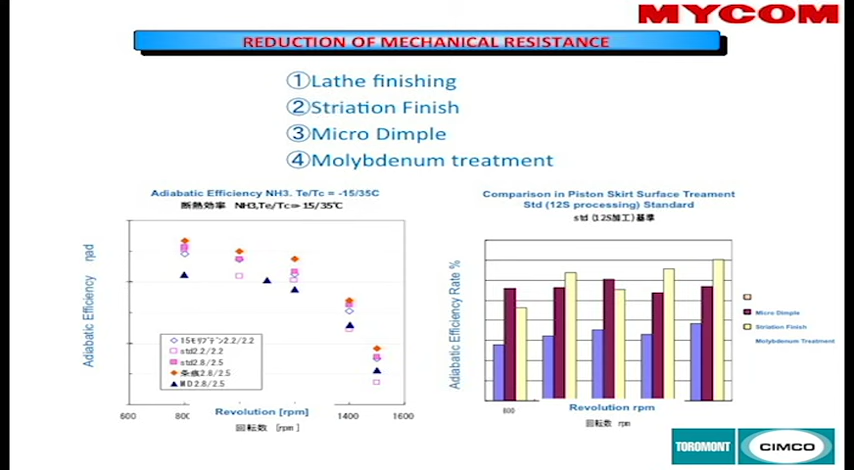 MYCOM
REDUCTION OF MECHANICAL RESISTANCE
①Lathe finishing
②Striation Finish
③Micro Dimple
④Molybdenum treatment
Adiabatic Efficiency NH3. Te/Tc = -15/35C
断熱効率 NH3,Te/Tc=-15/35℃
Adiabatic Efficiency ηad
15モリブデン2.2/2.2
std2.2/2.2
std2.8/2.5
条痕2.8/2.5
MD2.8/2.5
600
800
1400
1600
Revolution [rpm]
回転数 [rpm]
Comparison in Piston Skirt Surface Treament
Std (12S processing) Standard
std (12S加工) 基準
Adiabatic Efficiency Rate %
Micro Dimple
Striation Finish
Molybdenum Treatment
800
Revolution rpm
回転数 rpm
TOROMONT
CIMCO